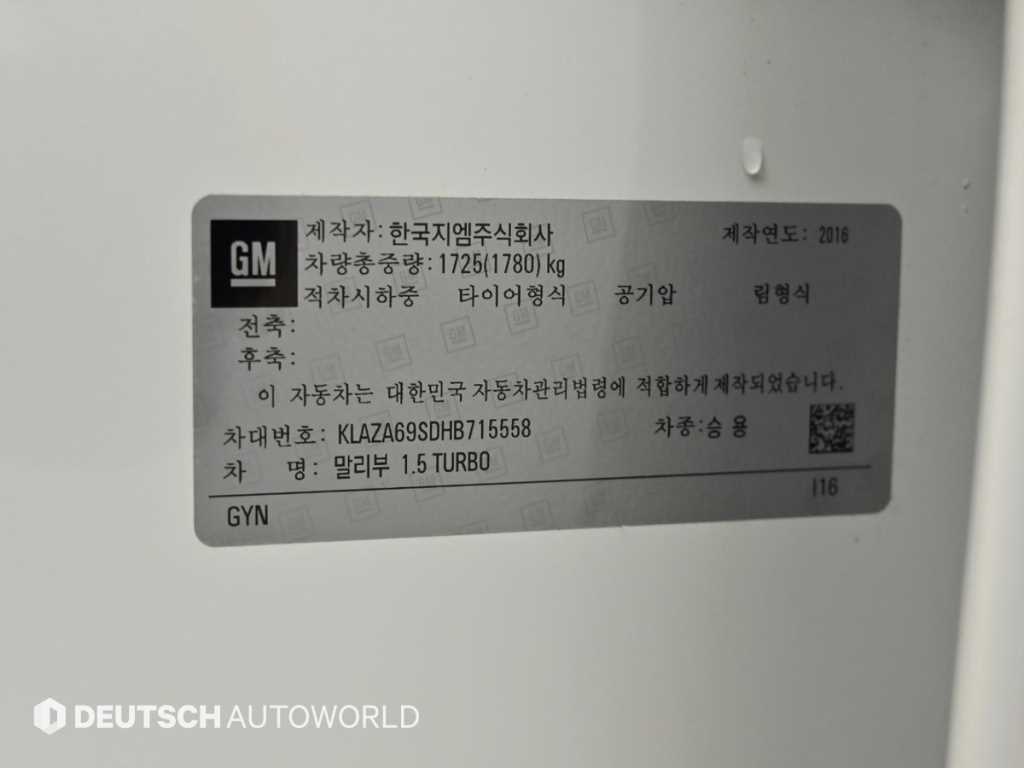 GM
제작자: 한국지엠주식회사 제작연도: 2016
차량총중량: 1725(1780) kg
적차시하중 타이어형식 공기압 림형식
전축:
후축:
이 자동차는 대한민국 자동차관리법령에 적합하게 제작되었습니다.
차대번호: KLAZA69SDHB715558 차종:승 용
차 명: 말리부 1.5 TURBO
GYN I16
DEUTSCH AUTOWORLD